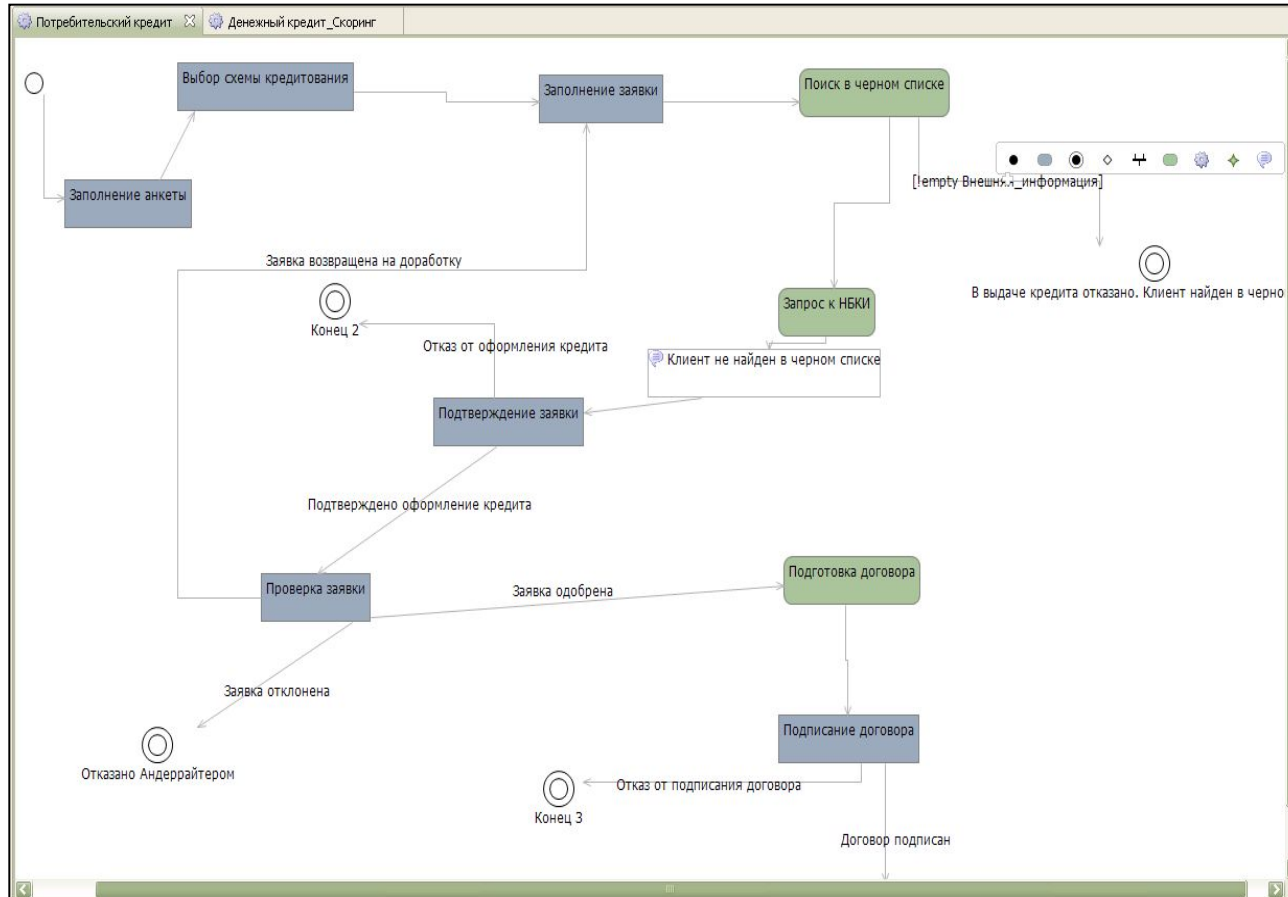 Потребительский кредит
Денежный кредит_Скоринг
Выбор схемы кредитования
Заполнение заявки
Поиск в черном списке
Заполнение анкеты
[!empty Внешняя_информация]
Заявка возвращена на доработку
В выдаче кредита отказано. Клиент найден в черно
Запрос к НБКИ
Конец 2
Отказ от оформления кредита
Клиент не найден в черном списке
Подтверждение заявки
Подтверждено оформление кредита
Подготовка договора
Проверка заявки
Заявка одобрена
Заявка отклонена
Подписание договора
Отказано Андеррайтером
Отказ от подписания договора
Конец 3
Договор подписан